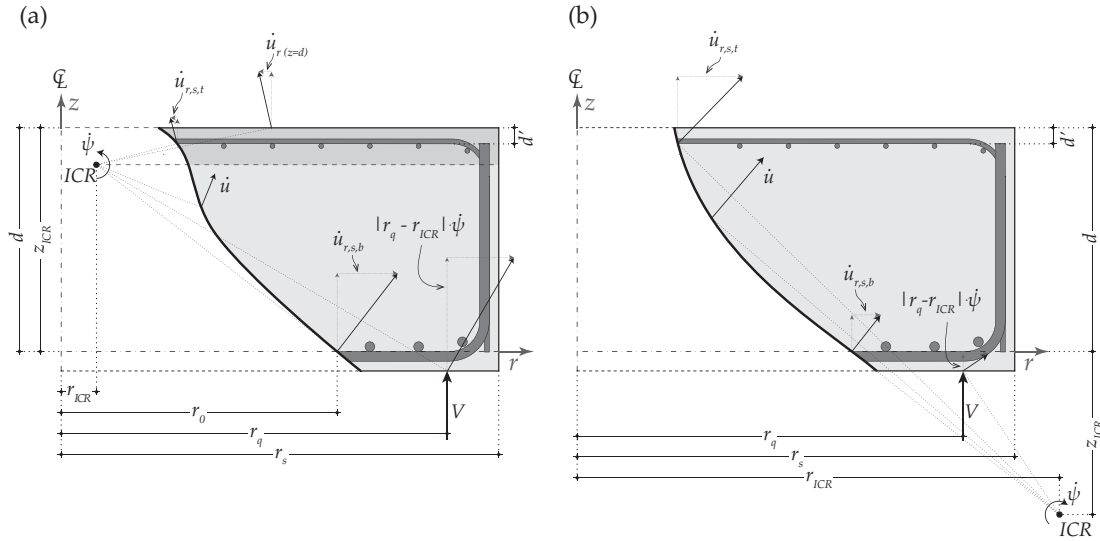 (a)
u̇r (z=d)
u̇r,s,t
℄
z
ψ̇
ICR
d'
u̇
|rq - rICR|·ψ̇
u̇r,s,b
d
zICR
r
rICR
r0
V
rq
rs
(b)
u̇r,s,t
℄
z
d'
u̇
d
u̇r,s,b
|rq-rICR|·ψ̇
r
V
rq
zICR
rs
rICR
ψ̇
ICR